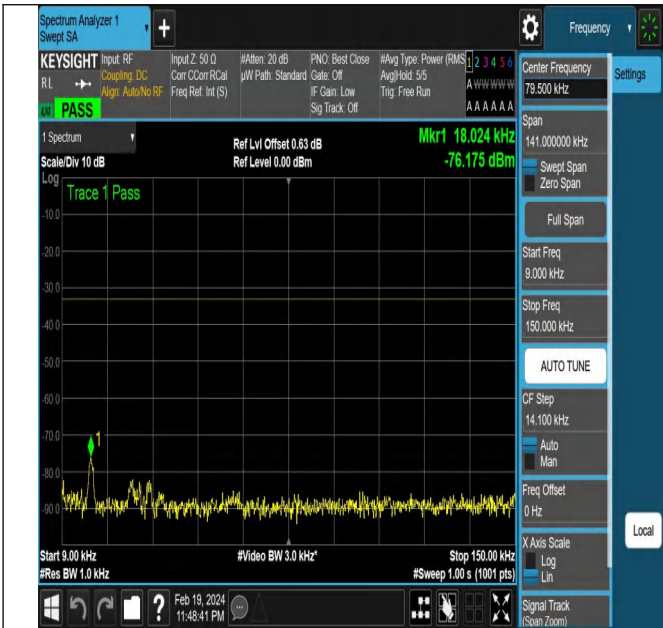 Spectrum Analyzer 1
Swept SA
+
Frequency
KEYSIGHT
RL
PASS
Input: RF
Coupling: DC
Align: Auto/No RF
Input Z: 50 Ω
Corr CCorr RCal
Freq Ref: Int (S)
#Atten: 20 dB
µW Path: Standard
PNO: Best Close
Gate: Off
IF Gain: Low
Sig Track: Off
#Avg Type: Power (RMS
Avg|Hold: 5/5
Trig: Free Run
1 2 3 4 5 6
A W W W W W
A A A A A A
1 Spectrum
Scale/Div 10 dB
Ref Lvl Offset 0.63 dB
Ref Level 0.00 dBm
Mkr1 18.024 kHz
-76.175 dBm
Log
Trace 1 Pass
-10.0
-20.0
-30.0
-40.0
-50.0
-60.0
-70.0
-80.0
-90.0
1
Start 9.00 kHz
#Res BW 1.0 kHz
#Video BW 3.0 kHz*
Stop 150.00 kHz
#Sweep 1.00 s (1001 pts)
Feb 19, 2024
11:48:41 PM
?
Center Frequency
79.500 kHz
Settings
Span
141.000000 kHz
Swept Span
Zero Span
Full Span
Start Freq
9.000 kHz
Stop Freq
150.000 kHz
AUTO TUNE
CF Step
14.100 kHz
Auto
Man
Freq Offset
0 Hz
Local
X Axis Scale
Log
Lin
Signal Track
(Span Zoom)